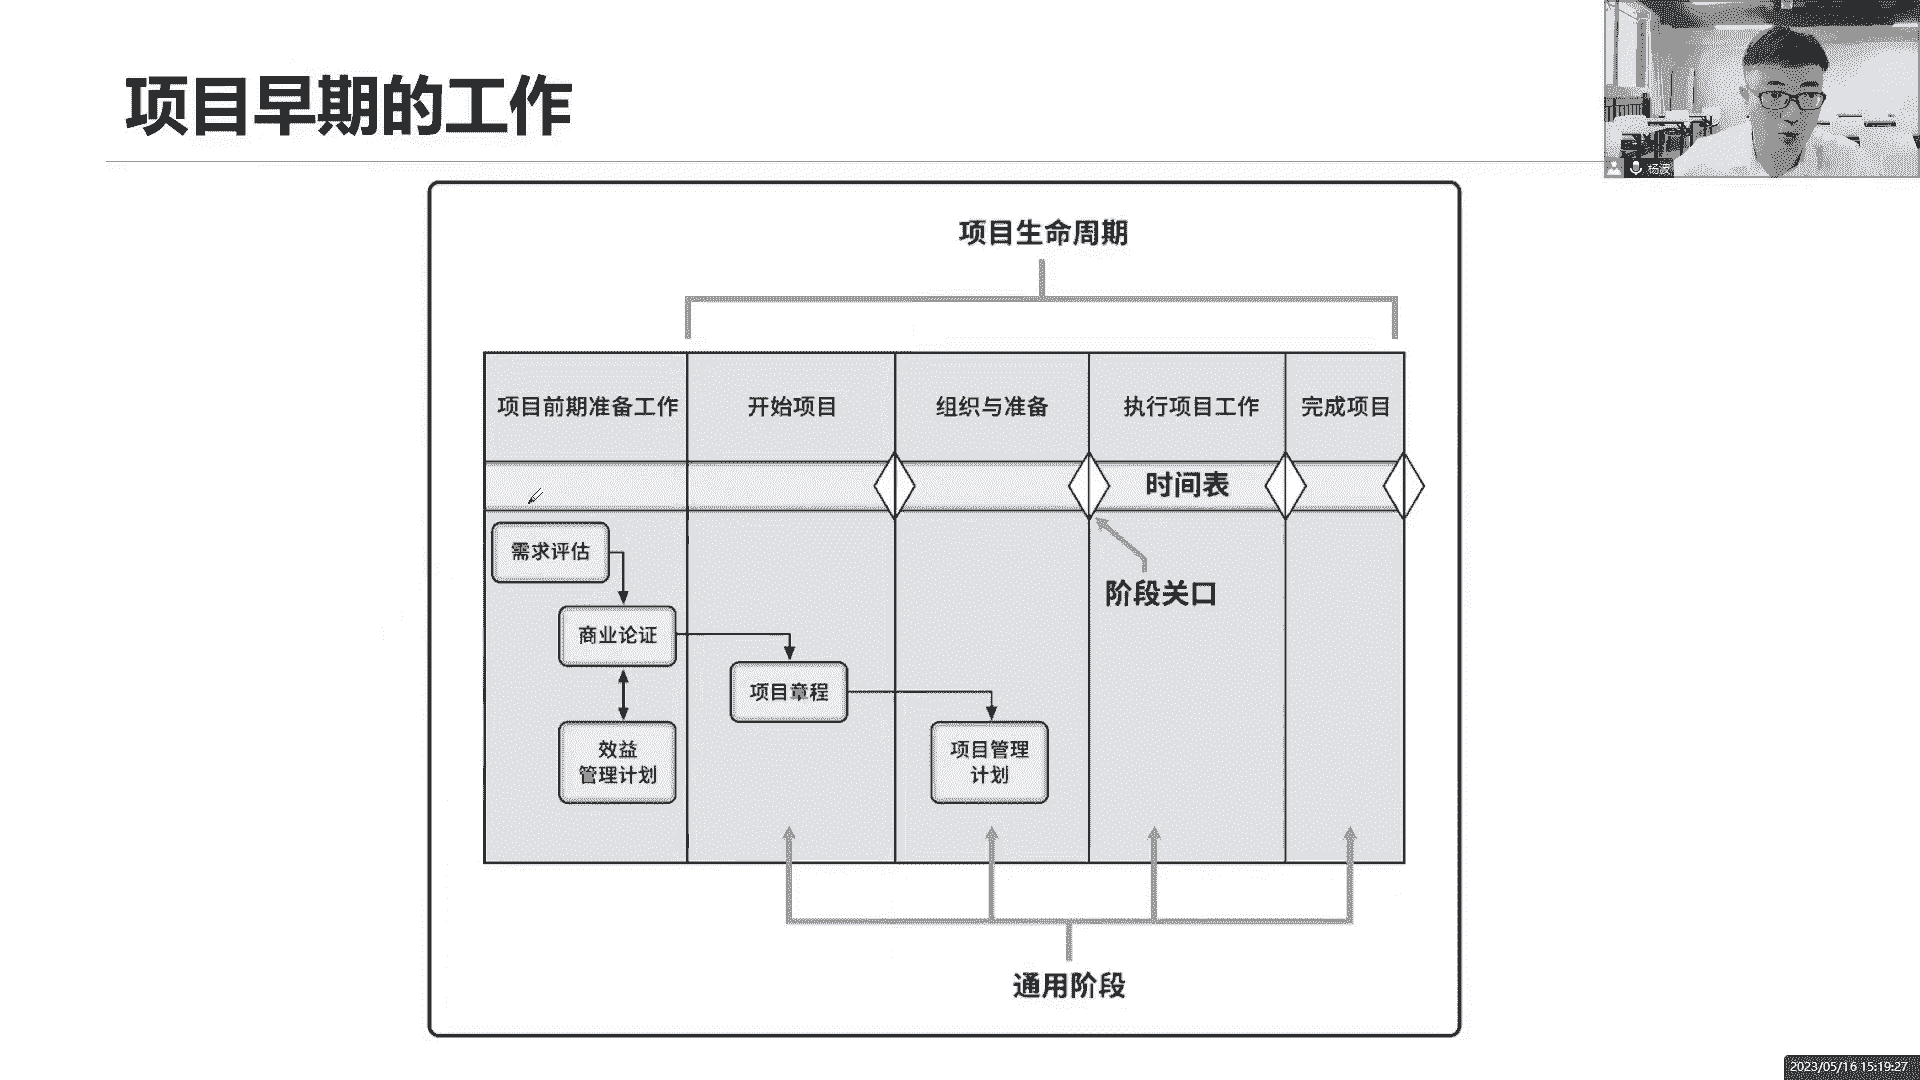 项目早期的工作
杨波
项目生命周期
项目前期准备工作
开始项目
组织与准备
执行项目工作
完成项目
时间表
需求评估
阶段关口
商业论证
项目章程
效益
管理计划
项目管理
计划
通用阶段
2023/05/16 15:19:27